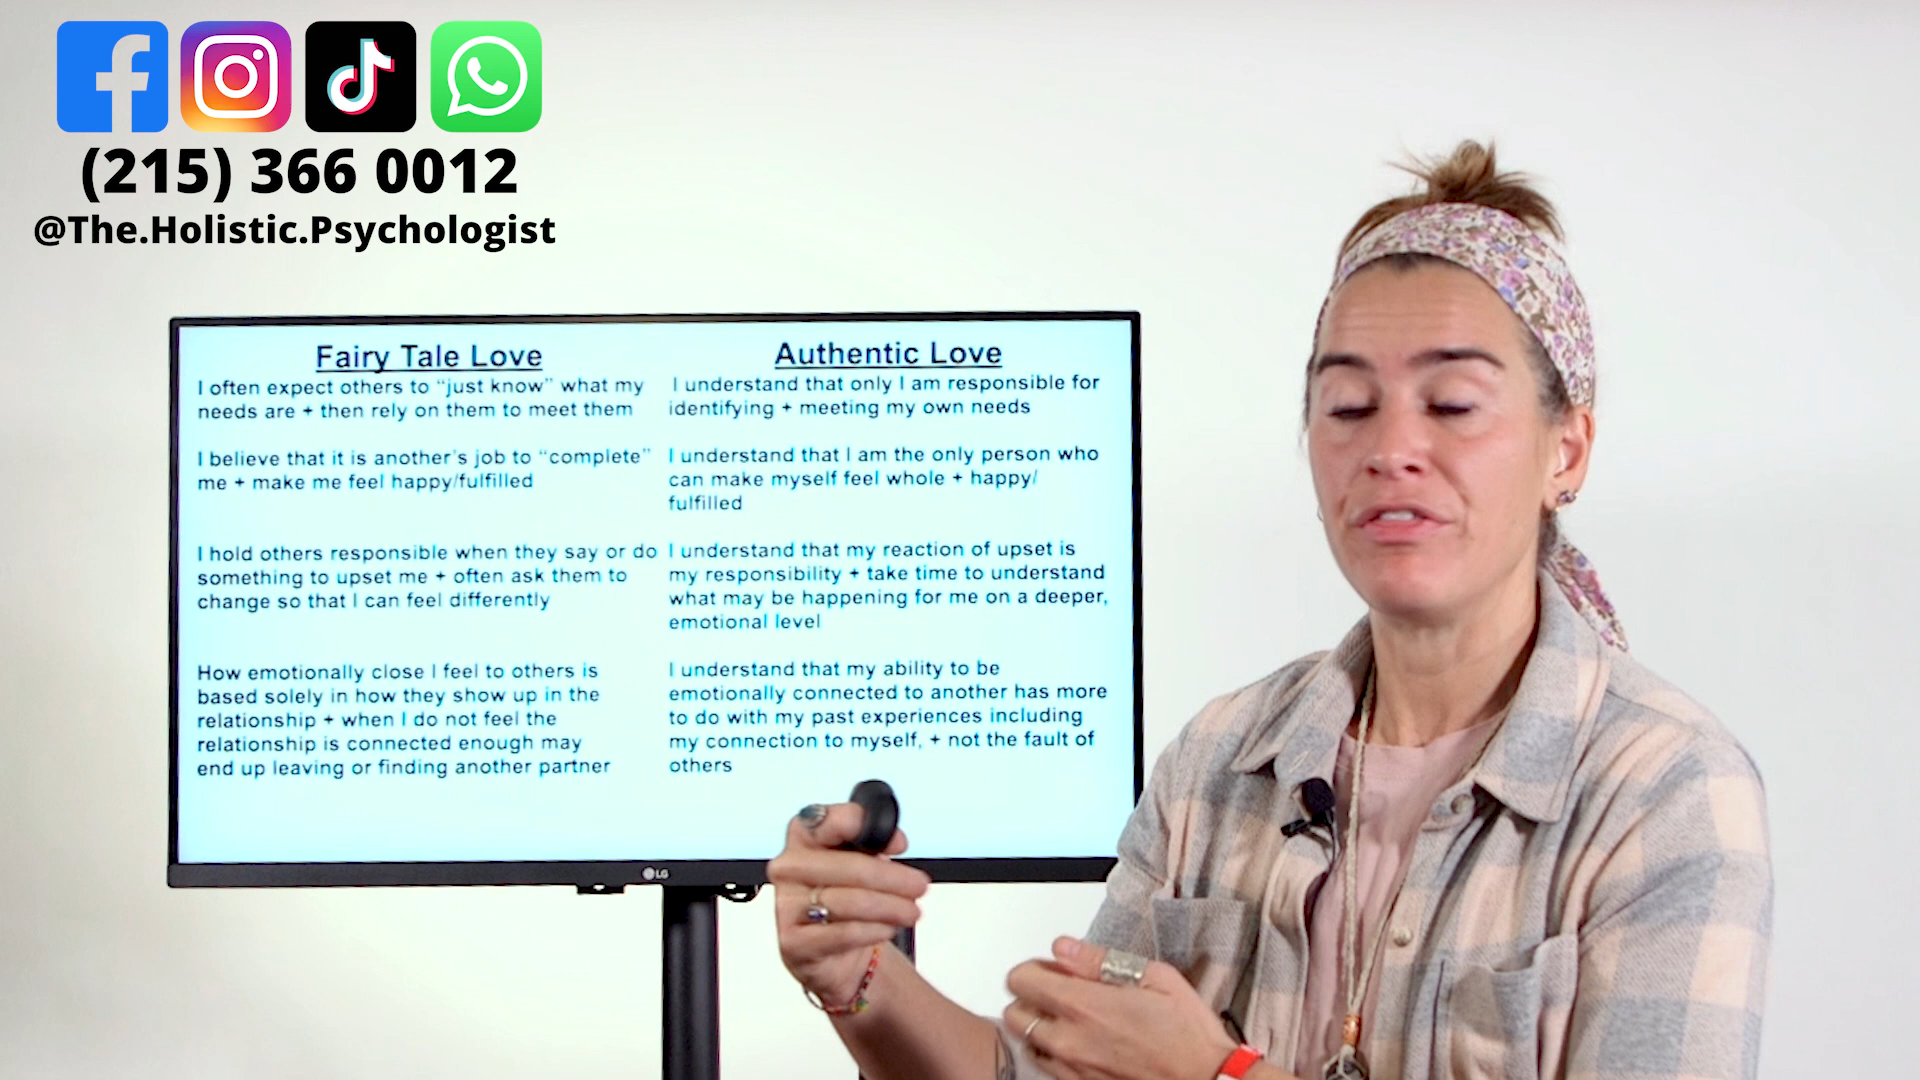 (215) 366 0012
@The.Holistic.Psychologist
Fairy Tale Love
I often expect others to “just know” what my
needs are + then rely on them to meet them
I believe that it is another’s job to “complete”
me + make me feel happy/fulfilled
I hold others responsible when they say or do
something to upset me + often ask them to
change so that I can feel differently
How emotionally close I feel to others is
based solely in how they show up in the
relationship + when I do not feel the
relationship is connected enough may
end up leaving or finding another partner
Authentic Love
I understand that only I am responsible for
identifying + meeting my own needs
I understand that I am the only person who
can make myself feel whole + happy/
fulfilled
I understand that my reaction of upset is
my responsibility + take time to understand
what may be happening for me on a deeper,
emotional level
I understand that my ability to be
emotionally connected to another has more
to do with my past experiences including
my connection to myself, + not the fault of
others
LG